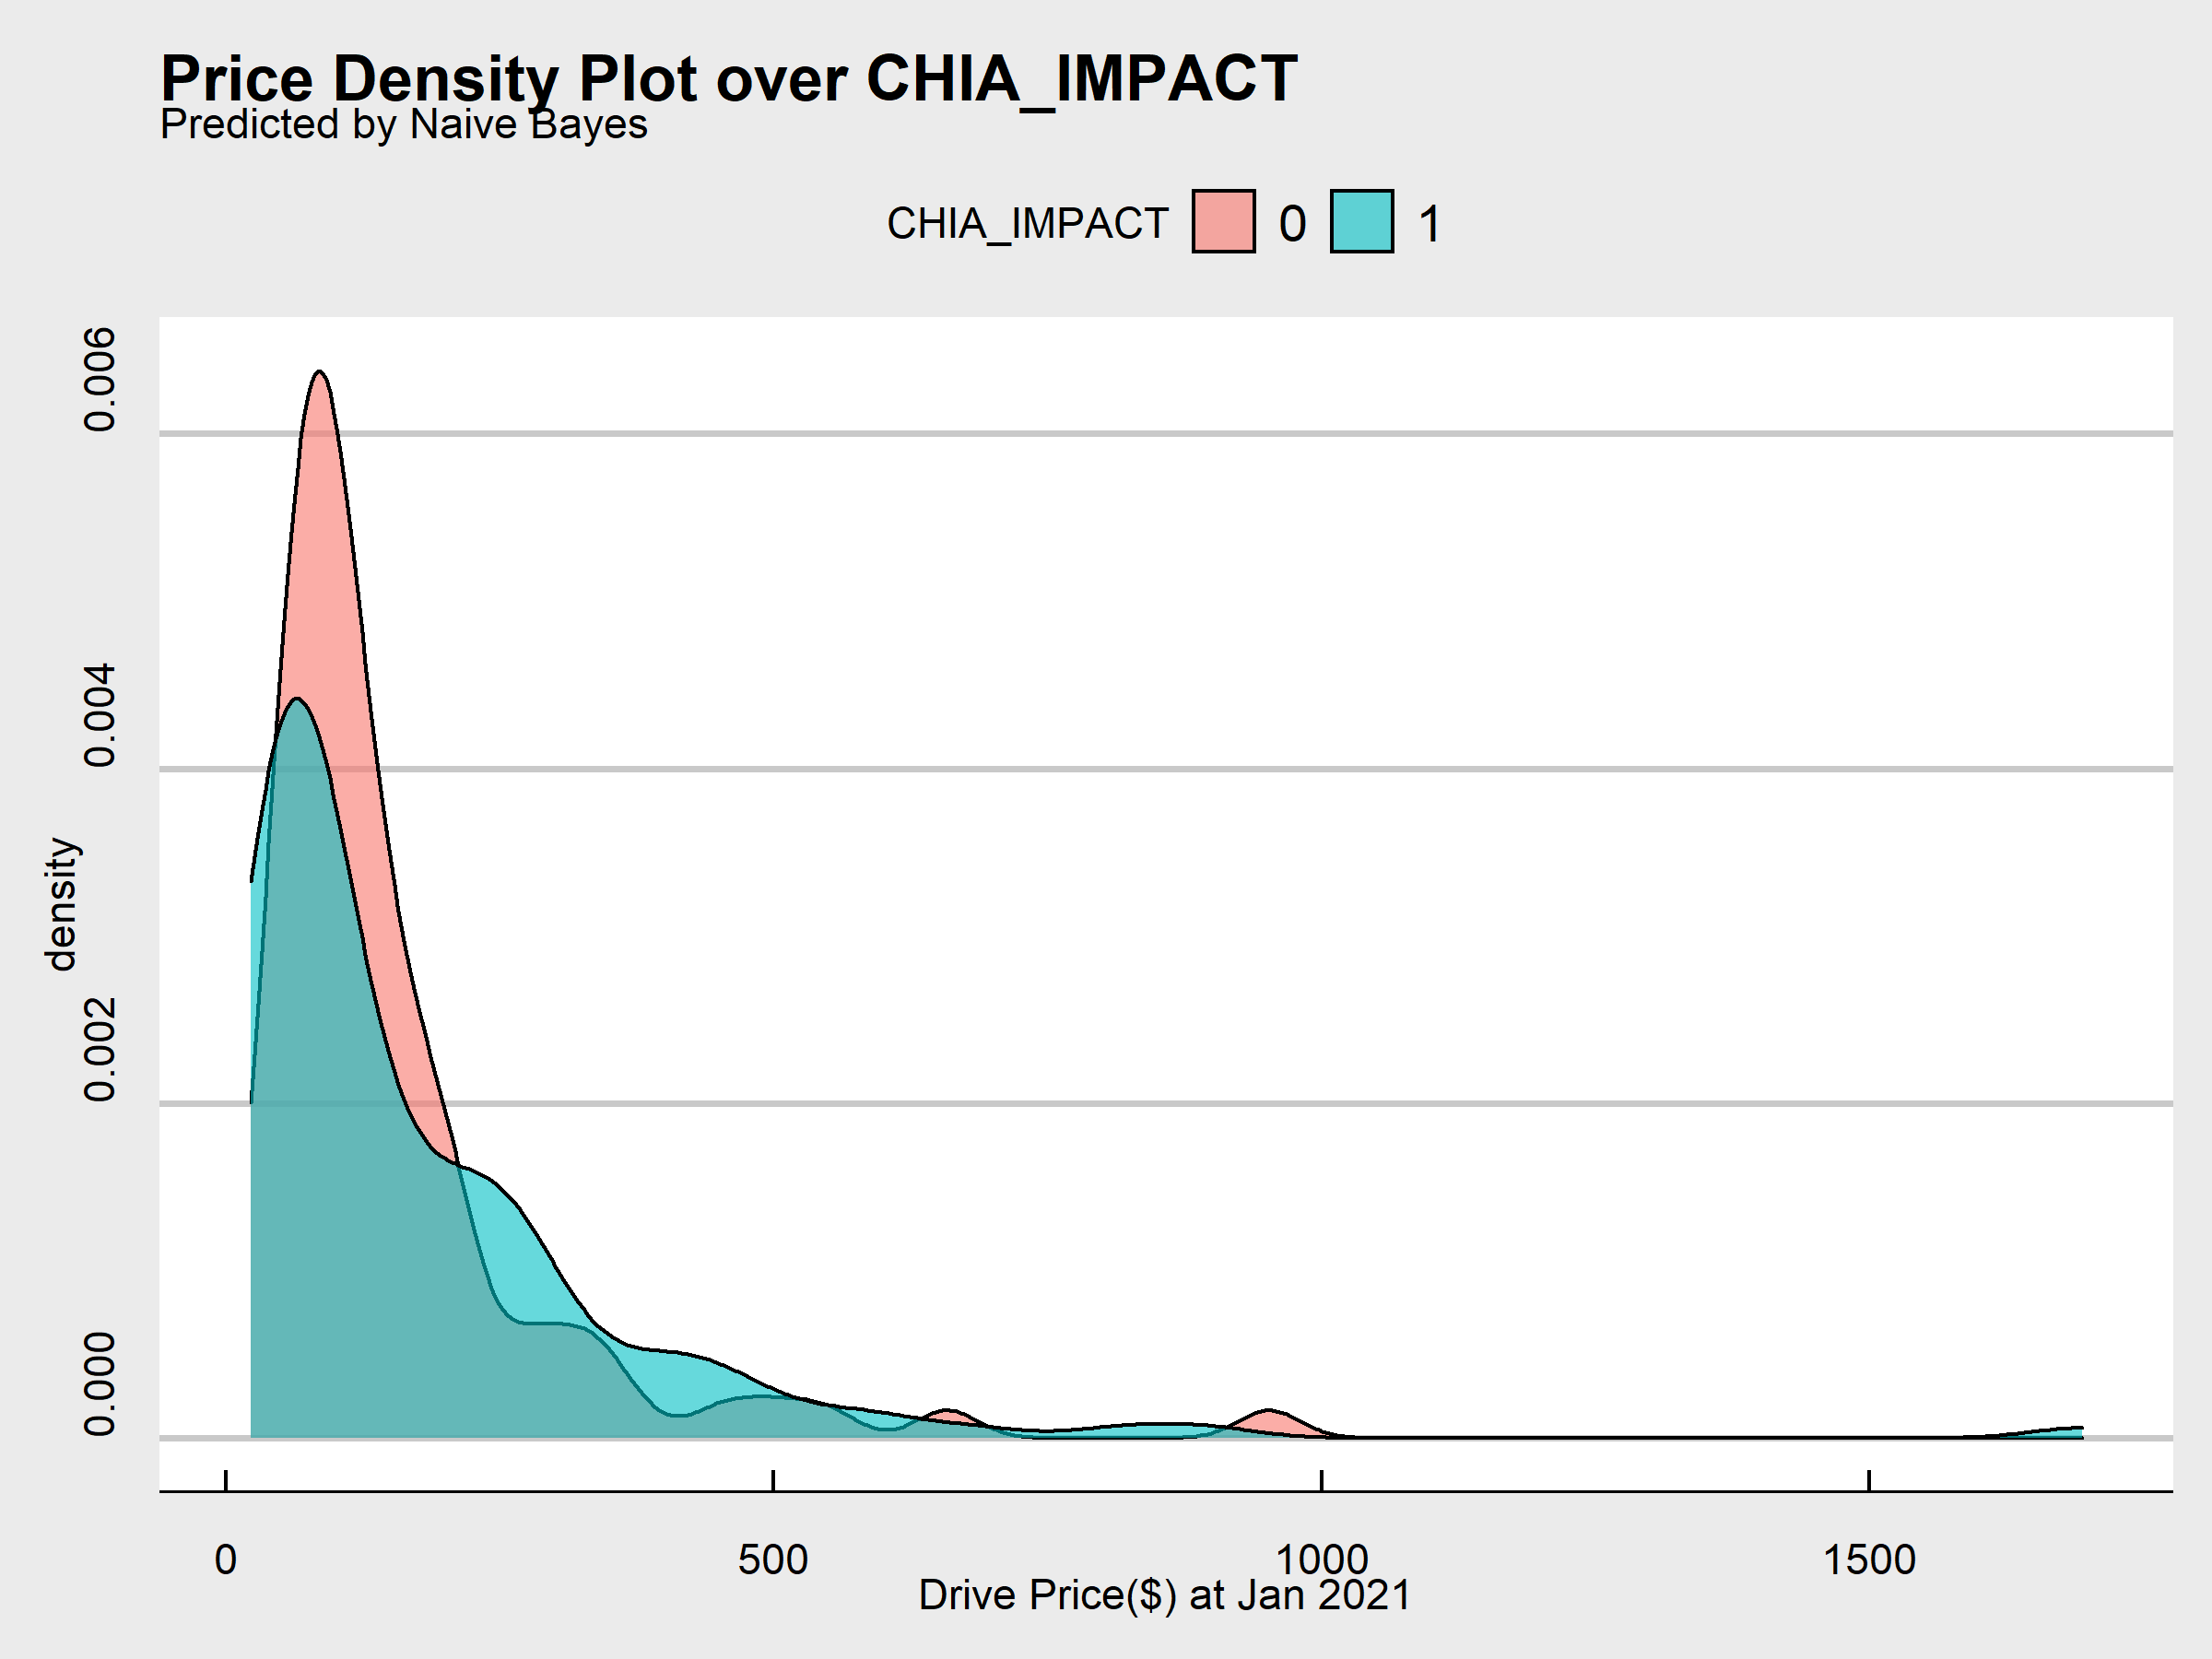 Price Density Plot over CHIA_IMPACT
Predicted by Naive Bayes
CHIA_IMPACT 0 1
density
0.006
0.004
0.002
0.000
0 500 1000 1500
Drive Price($) at Jan 2021